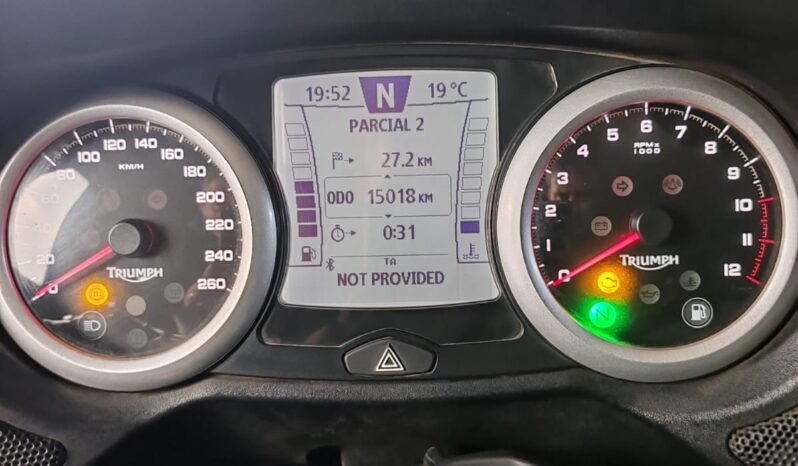 19:52 N 19 °C
PARCIAL 2
27.2 KM
ODO 15018 KM
0:31
TA
NOT PROVIDED
0 20 80 100 120 140 160 180 200 220 240 260
KM/H
TRIUMPH
0 1 2 3 4 5 6 7 8 9 10 11 12
RPM x
1000
TRIUMPH
N